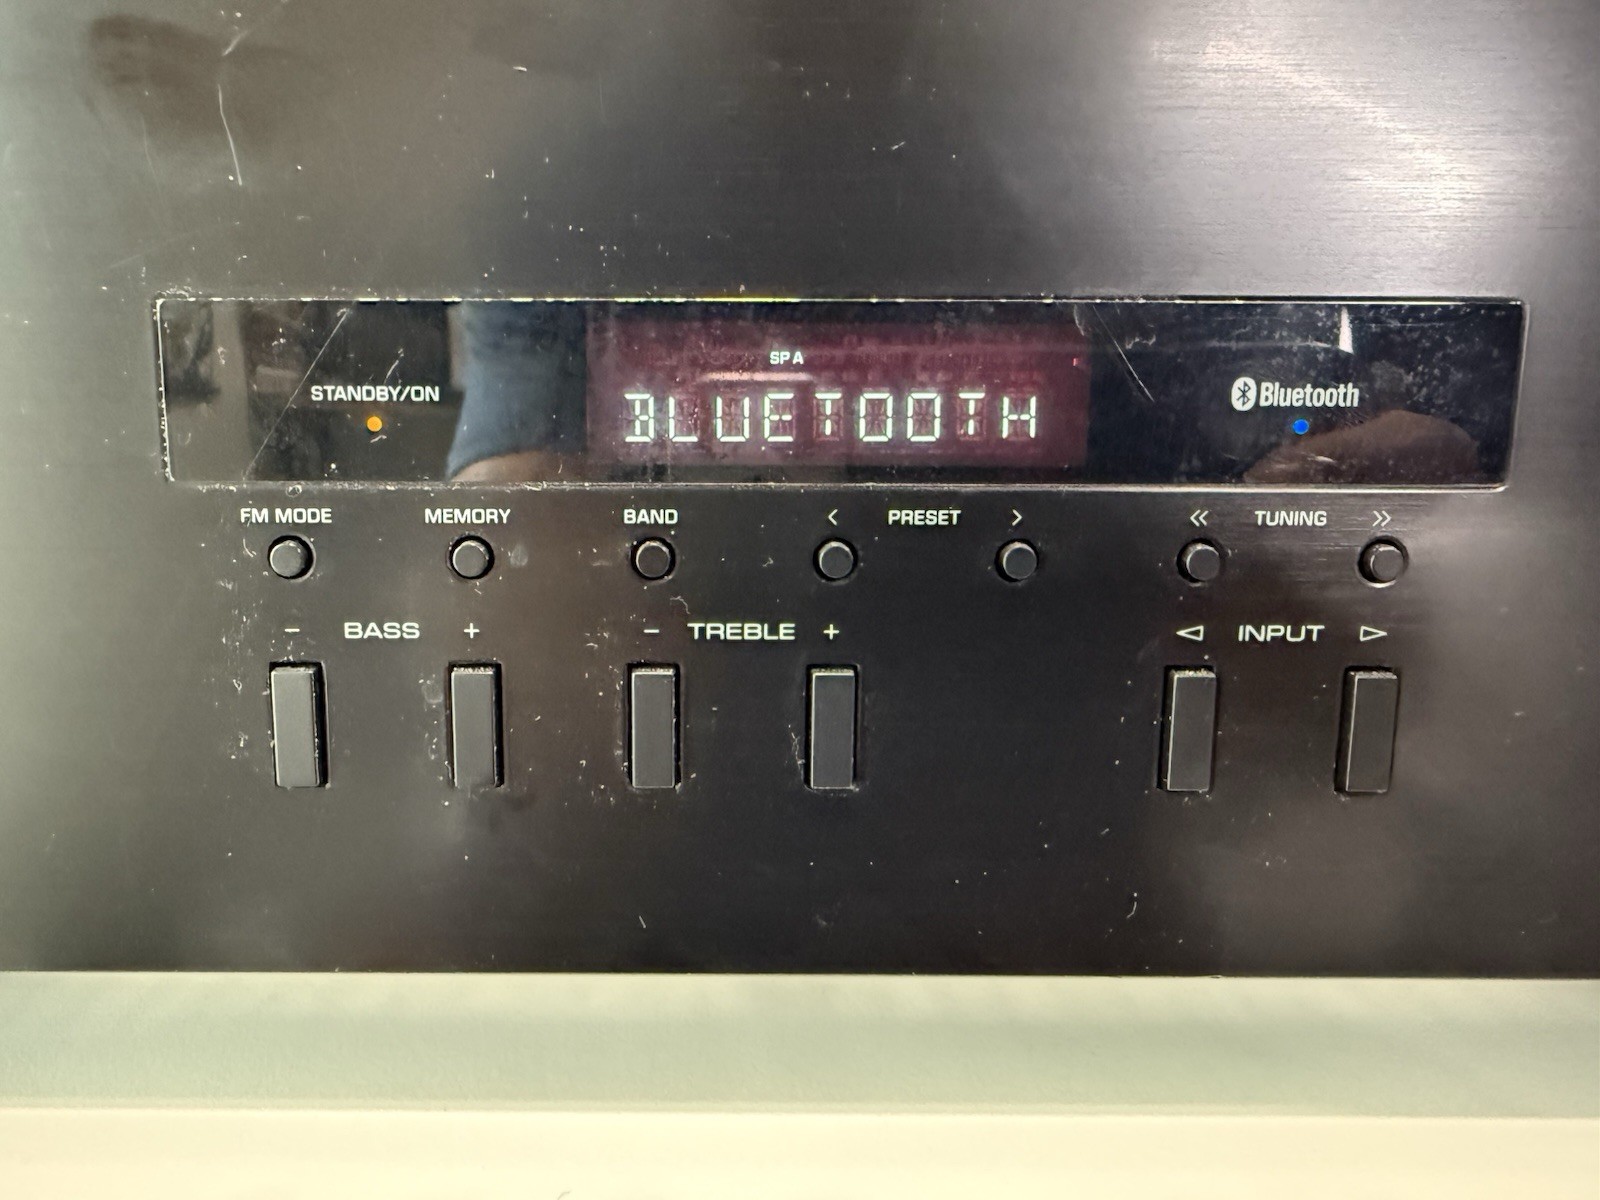 SP A
STANDBY/ON
BLUETOOTH
Bluetooth
FM MODE MEMORY BAND < PRESET > << TUNING >>
- BASS + - TREBLE + ◁ INPUT ▷